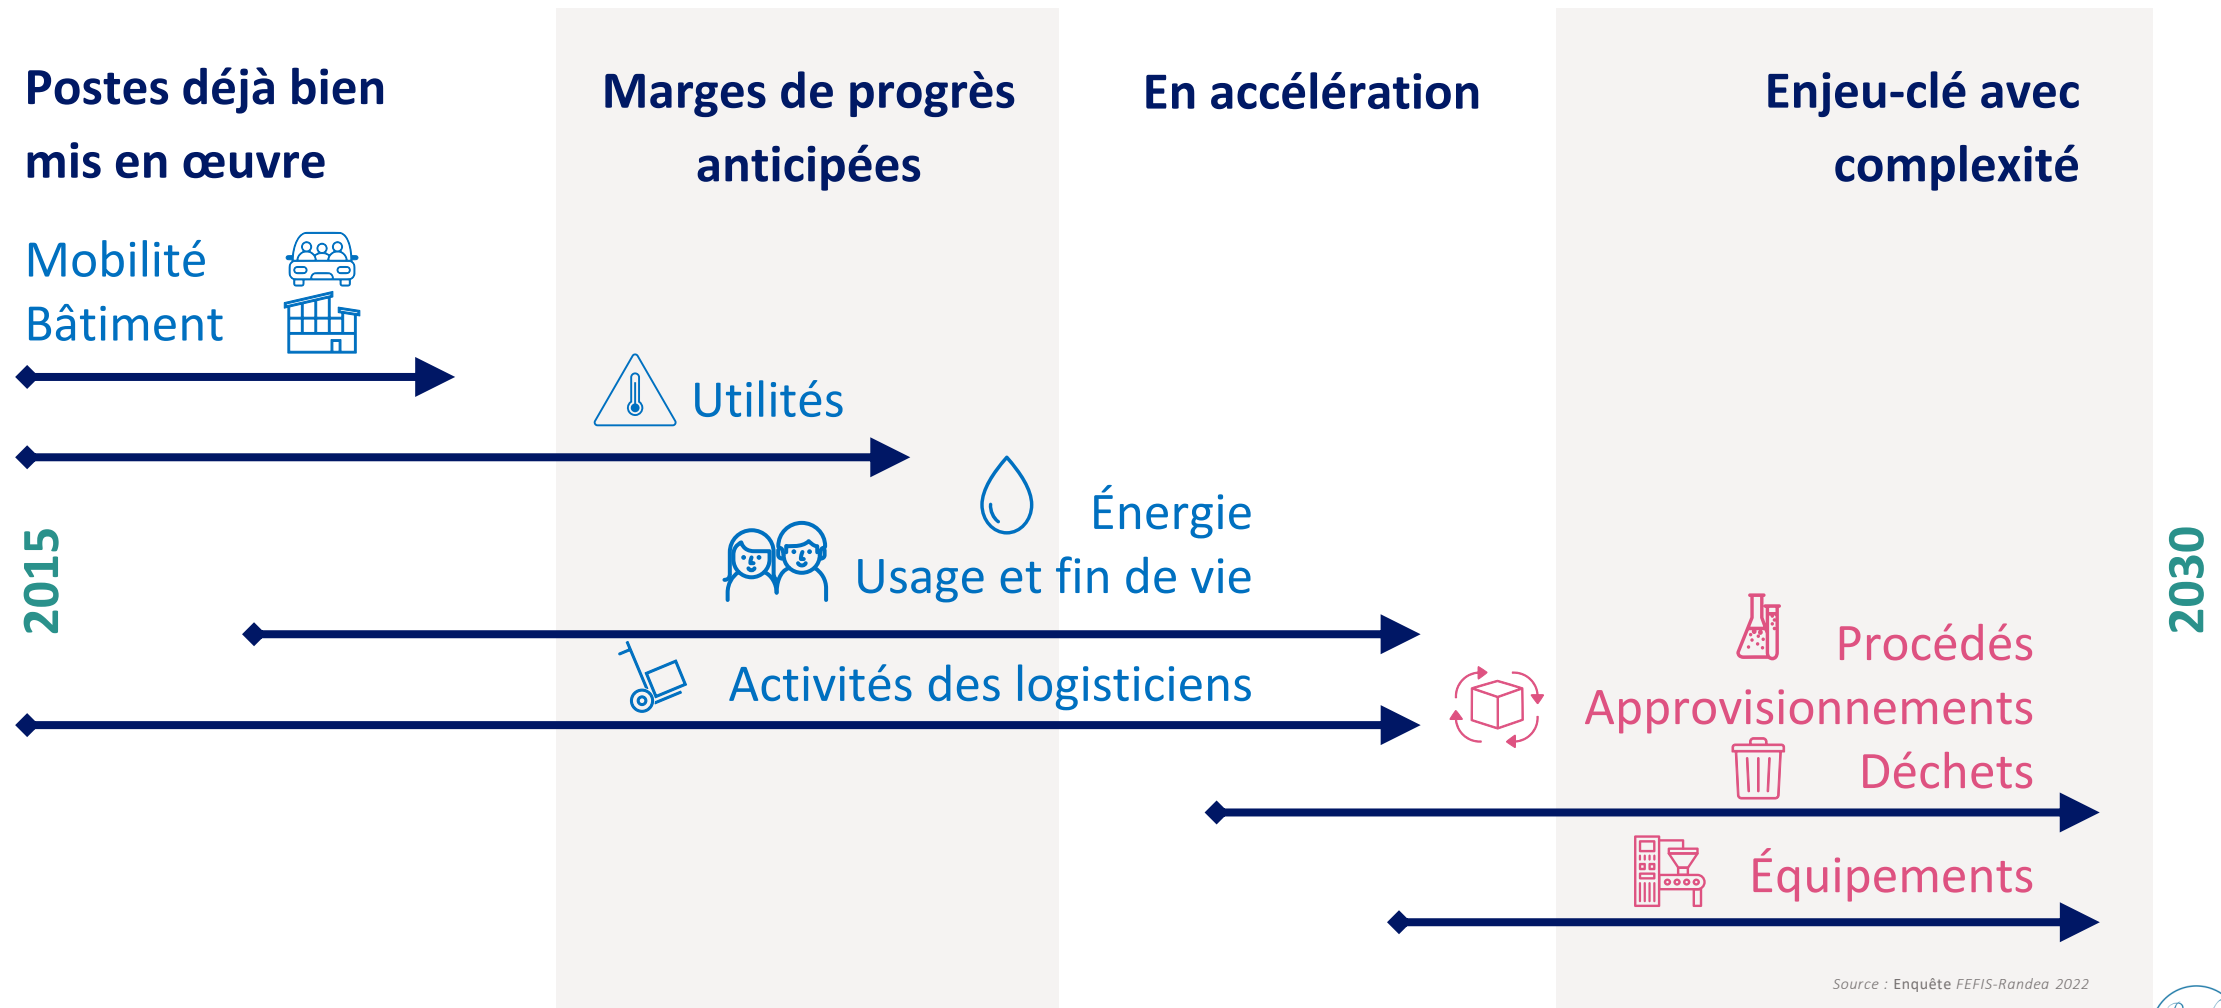 Postes déjà bien
mis en œuvre
Marges de progrès
anticipées
En accélération
Enjeu-clé avec
complexité
Mobilité
Bâtiment
Utilités
Énergie
Usage et fin de vie
2015
2030
Activités des logisticiens
Procédés
Approvisionnements
Déchets
Équipements
Source : Enquête FEFIS-Randea 2022